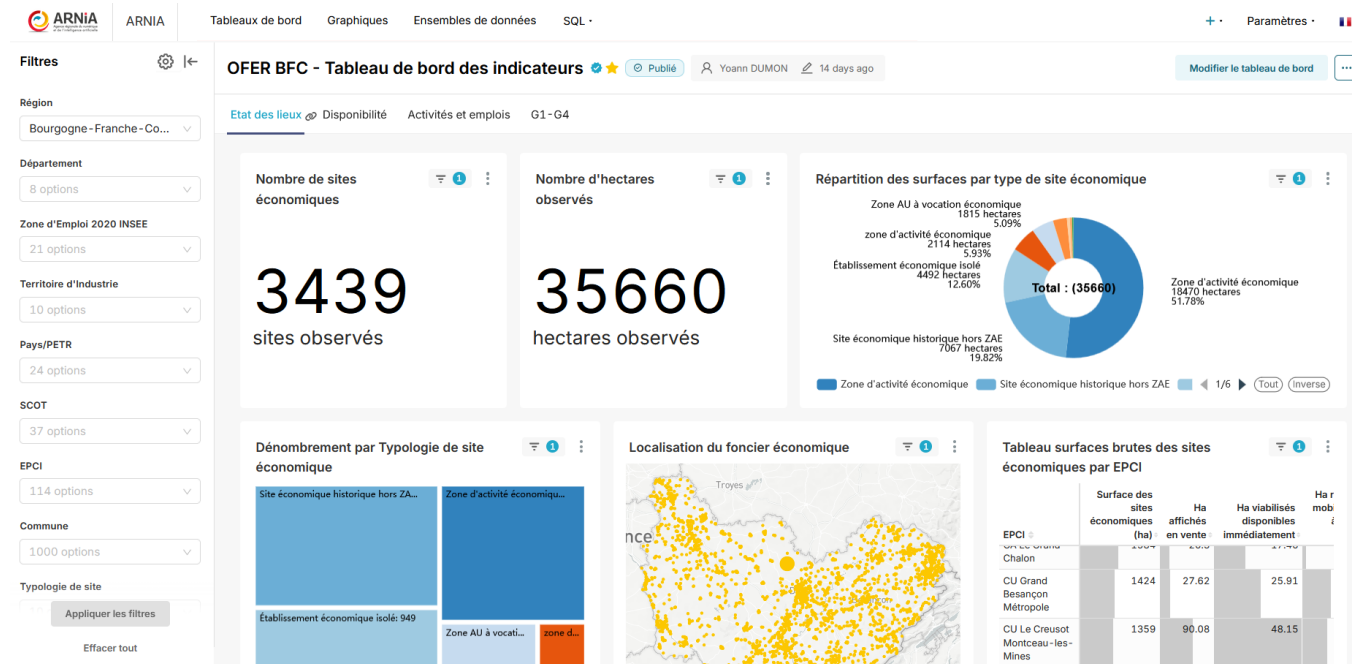 ARNiA
ARNIA
Tableaux de bord
Graphiques
Ensembles de données
SQL
+
Paramètres
Filtres
Région
Bourgogne-Franche-Co...
Département
8 options
Zone d'Emploi 2020 INSEE
21 options
Territoire d'Industrie
10 options
Pays/PETR
24 options
SCOT
37 options
EPCI
114 options
Commune
1000 options
Typologie de site
Appliquer les filtres
Effacer tout
OFER BFC - Tableau de bord des indicateurs
Publié
Yoann DUMON
14 days ago
Modifier le tableau de bord
...
Etat des lieux
Disponibilité
Activités et emplois
G1-G4
Nombre de sites
économiques
1
3439
sites observés
Nombre d'hectares
observés
1
35660
hectares observés
Répartition des surfaces par type de site économique
1
Zone AU à vocation économique
1815 hectares
5.09%
zone d'activité économique
2114 hectares
5.93%
Établissement économique isolé
4492 hectares
12.60%
Total : (35660)
Zone d'activité économique
18470 hectares
51.78%
Site économique historique hors ZAE
7067 hectares
19.82%
Zone d'activité économique
Site économique historique hors ZAE
1/6
Tout
Inverse
Dénombrement par Typologie de site
économique
1
Site économique historique hors ZA...
Zone d'activité économiqu...
Établissement économique isolé: 949
Zone AU à vocati...
zone d...
Localisation du foncier économique
1
Troyes
nce
Tableau surfaces brutes des sites
économiques par EPCI
1
EPCI
Surface des
sites
économiques
(ha)
Ha
affichés
en vente
Ha viabilisés
disponibles
immédiatement
Chalon
CU Grand
Besançon
Métropole
1424
27.62
25.91
CU Le Creusot
Montceau-les-
Mines
1359
90.08
48.15